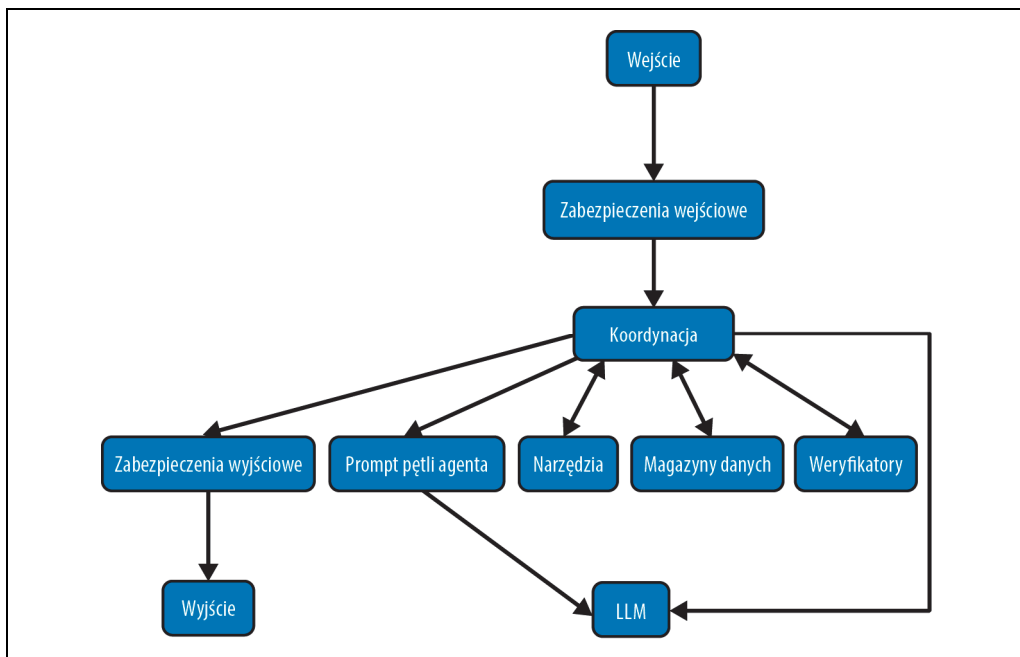 Wejście
Zabezpieczenia wejściowe
Koordynacja
Zabezpieczenia wyjściowe
Prompt pętli agenta
Narzędzia
Magazyny danych
Weryfikatory
Wyjście
LLM